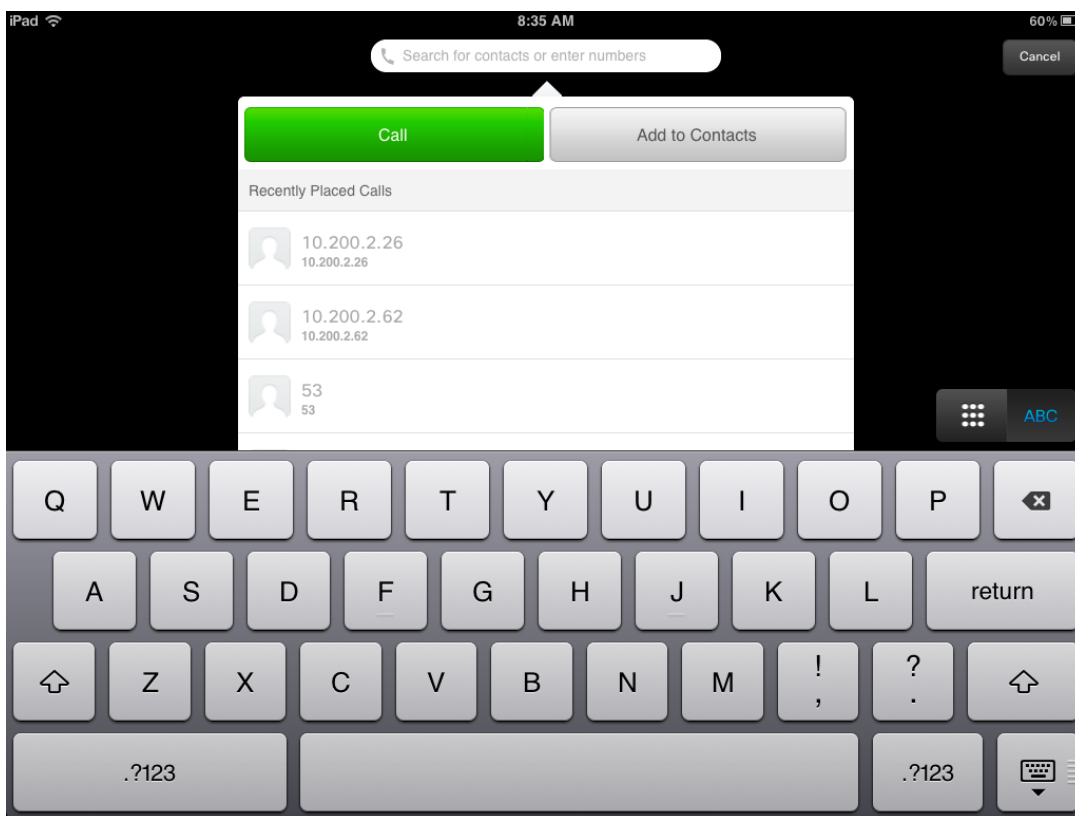 iPad 8:35 AM 60%
Search for contacts or enter numbers Cancel
Call Add to Contacts
Recently Placed Calls
10.200.2.26
10.200.2.26
10.200.2.62
10.200.2.62
53
53
ABC
Q W E R T Y U I O P
A S D F G H J K L return
Z X C V B N M ! , ? .
.?123 .?123